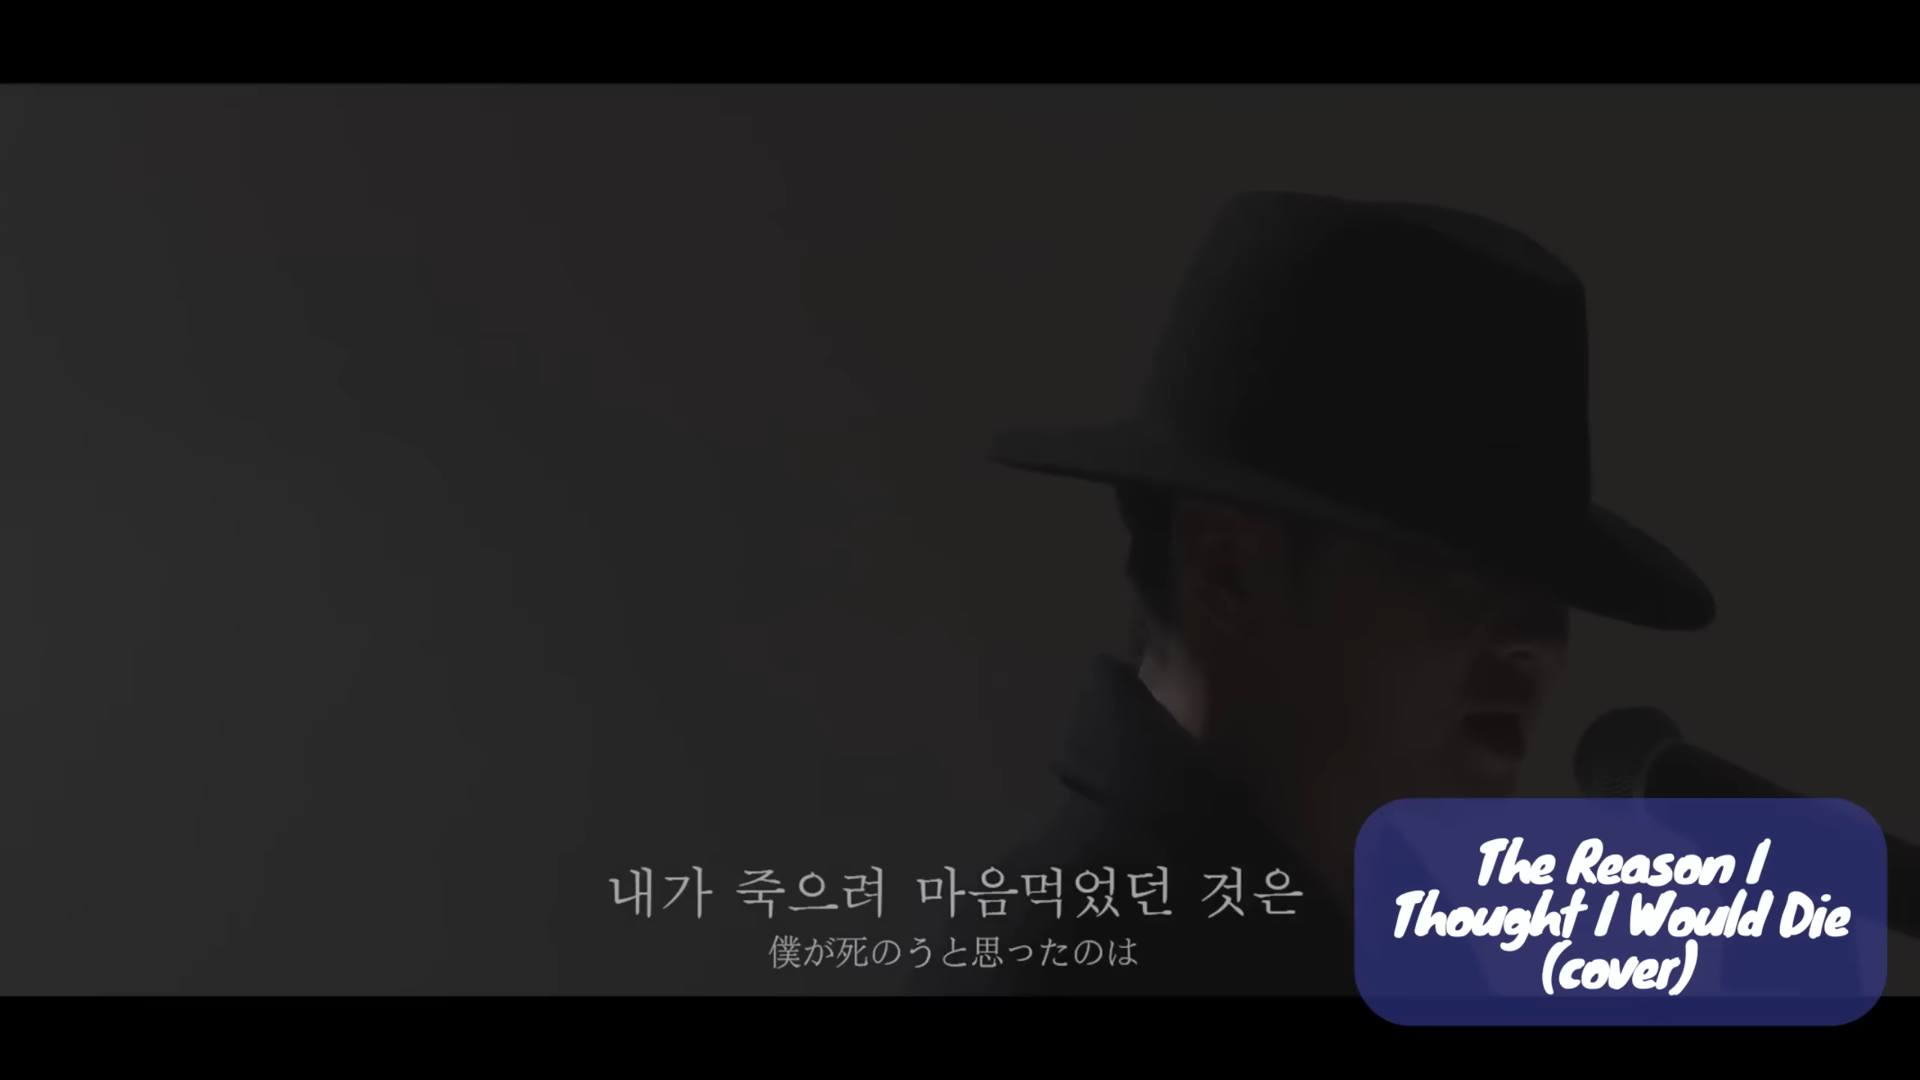 내가 죽으려 마음먹었던 것은
僕が死のうと思ったのは
The Reason I
Thought I Would Die
(cover)